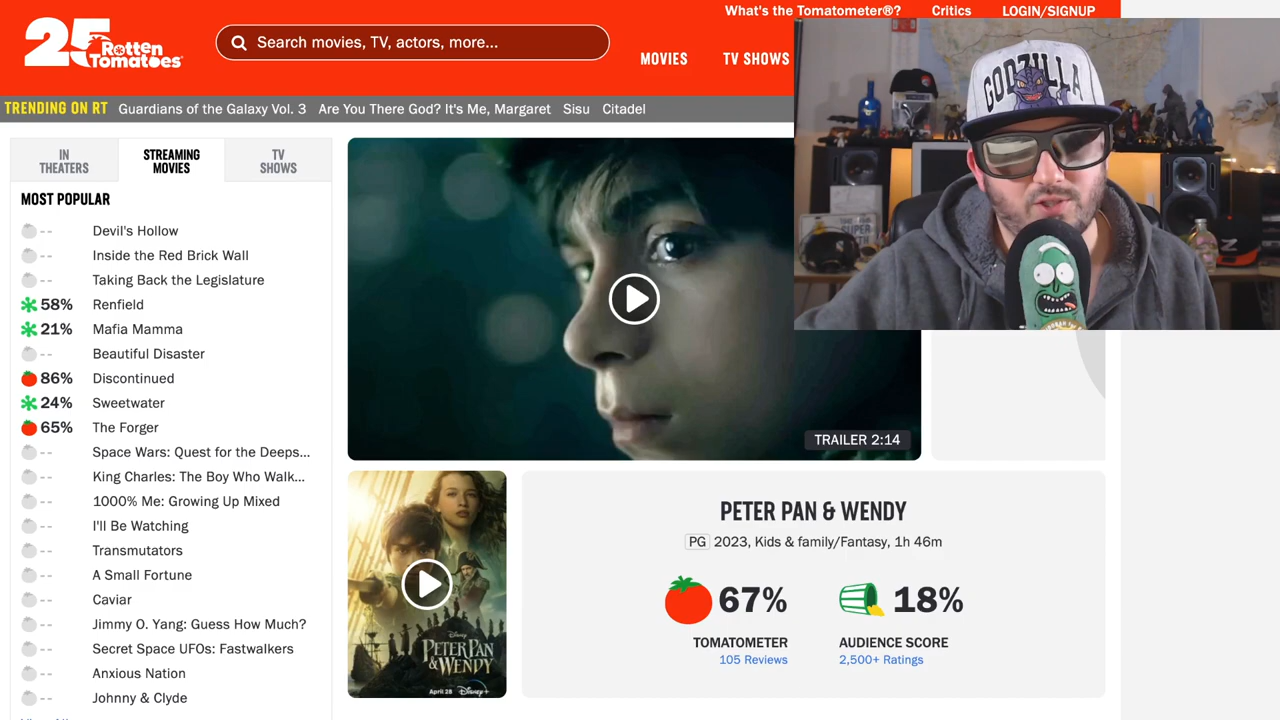 What's the Tomatometer®?
Critics
LOGIN/SIGNUP
25
Rotten
Tomatoes
Search movies, TV, actors, more...
MOVIES
TV SHOWS
TRENDING ON RT
Guardians of the Galaxy Vol. 3
Are You There God? It's Me, Margaret
Sisu
Citadel
GODZILLA
IN
THEATERS
STREAMING
MOVIES
TV
SHOWS
MOST POPULAR
-- Devil's Hollow
-- Inside the Red Brick Wall
-- Taking Back the Legislature
58% Renfield
21% Mafia Mamma
-- Beautiful Disaster
86% Discontinued
24% Sweetwater
65% The Forger
-- Space Wars: Quest for the Deeps...
-- King Charles: The Boy Who Walk...
-- 1000% Me: Growing Up Mixed
-- I'll Be Watching
-- Transmutators
-- A Small Fortune
-- Caviar
-- Jimmy O. Yang: Guess How Much?
-- Secret Space UFOs: Fastwalkers
-- Anxious Nation
-- Johnny & Clyde
TRAILER 2:14
Disney
PETER PAN
& WENDY
April 28 Disney+
PETER PAN & WENDY
PG 2023, Kids & family/Fantasy, 1h 46m
67%
TOMATOMETER
105 Reviews
18%
AUDIENCE SCORE
2,500+ Ratings